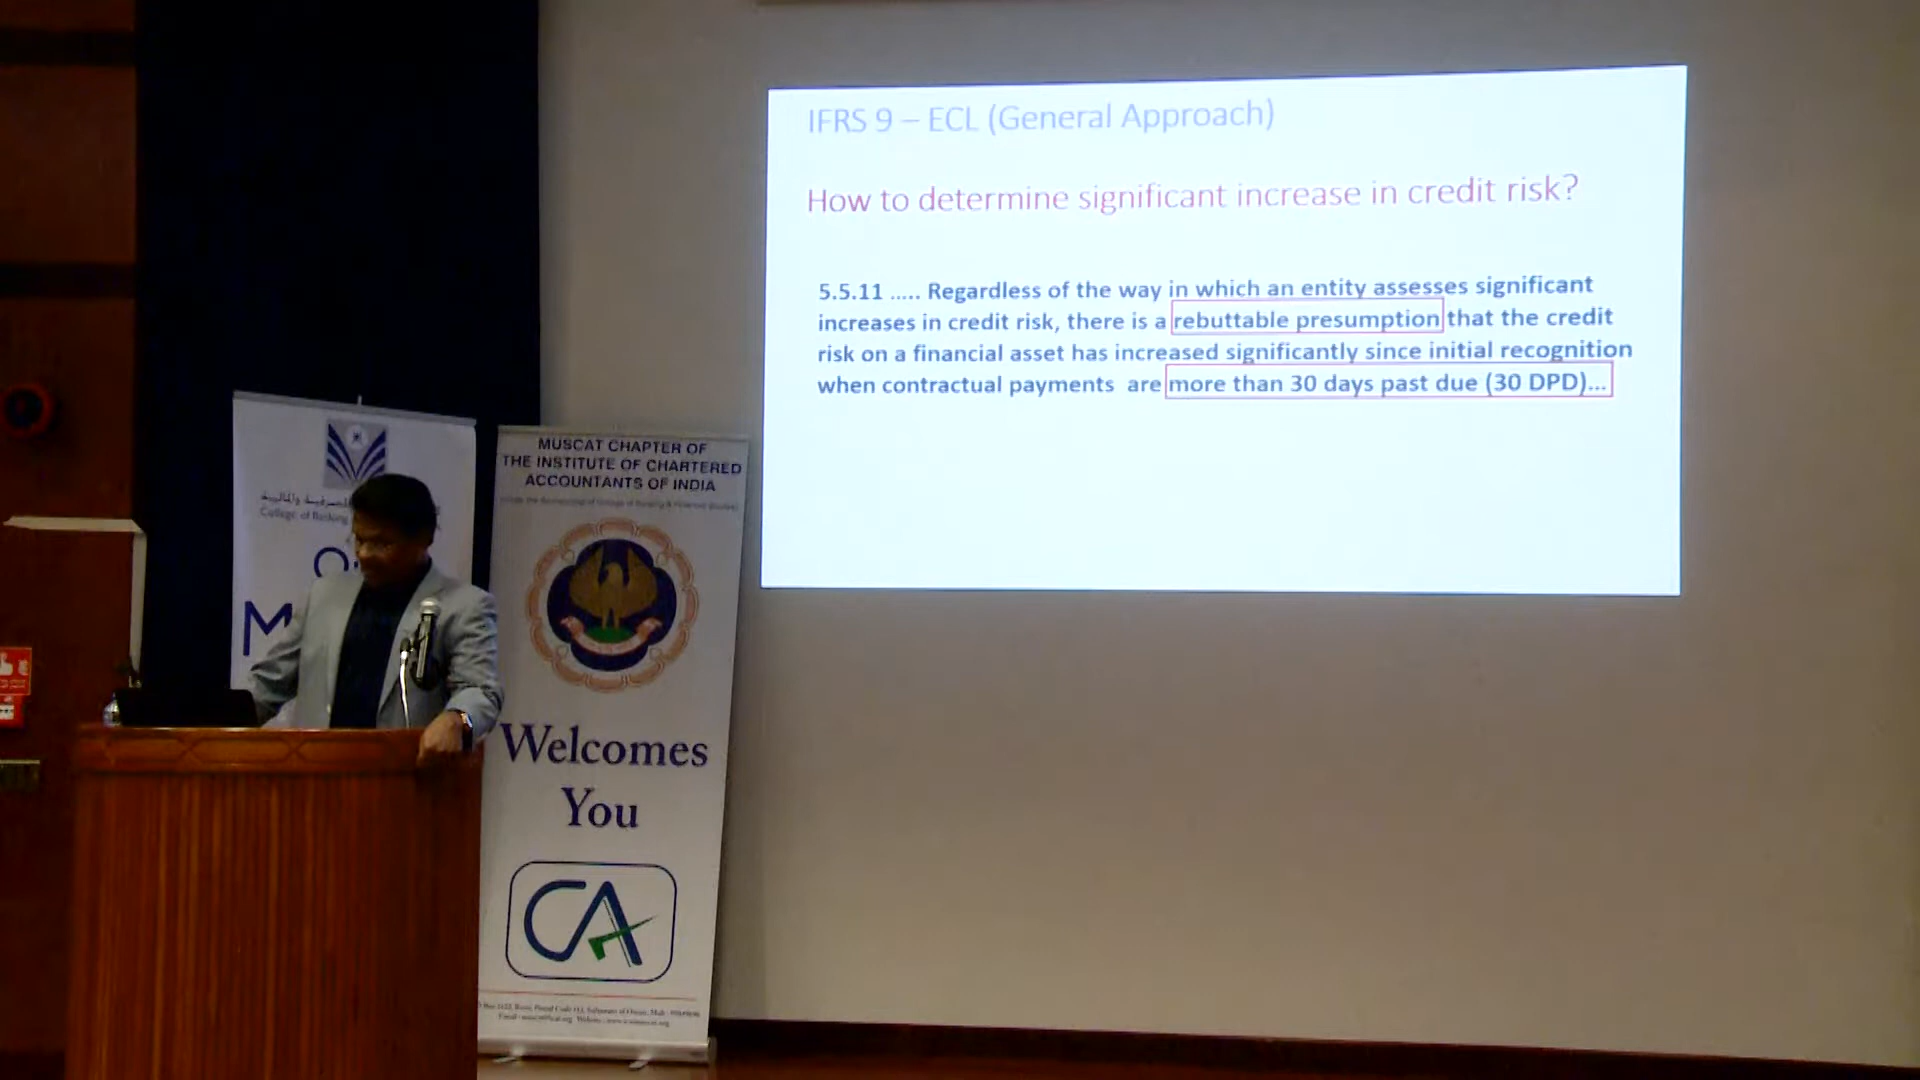 IFRS 9 – ECL (General Approach)
How to determine significant increase in credit risk?
5.5.11 ..... Regardless of the way in which an entity assesses significant
increases in credit risk, there is a rebuttable presumption that the credit
risk on a financial asset has increased significantly since initial recognition
when contractual payments are more than 30 days past due (30 DPD)...
College of Banking
M
MUSCAT CHAPTER OF
THE INSTITUTE OF CHARTERED
ACCOUNTANTS OF INDIA
Welcomes
You
CA